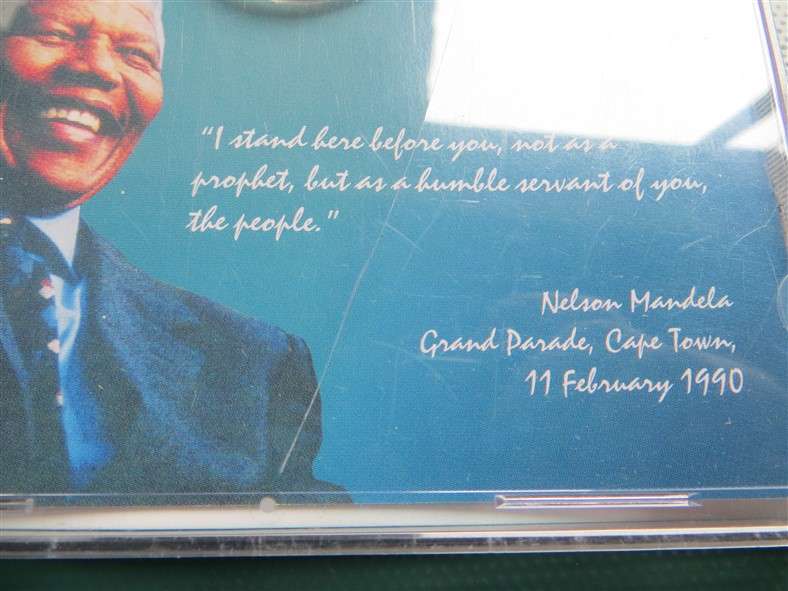 "I stand here before you, not as a
prophet, but as a humble servant of you,
the people."
Nelson Mandela
Grand Parade, Cape Town,
11 February 1990